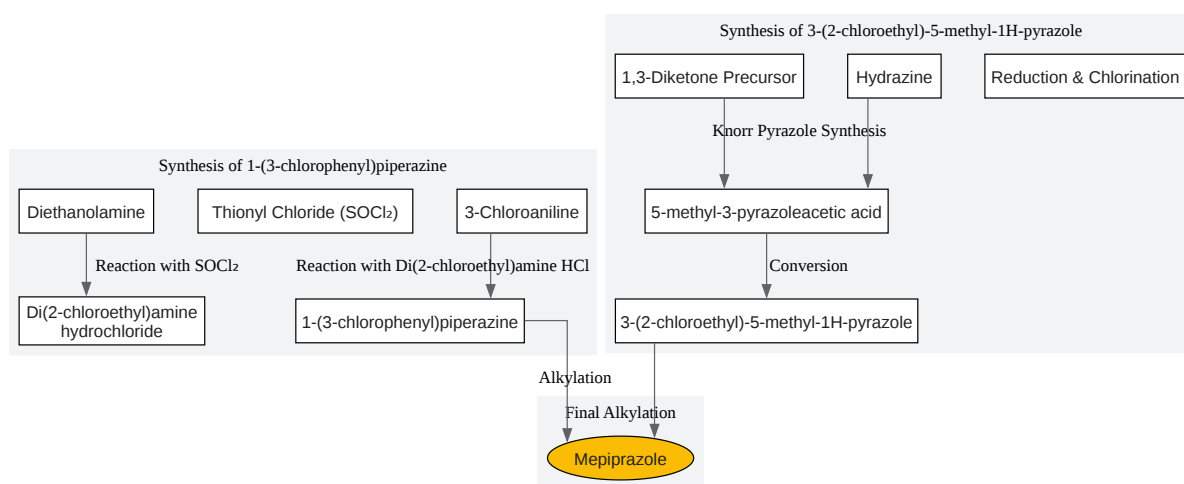 Synthesis of 3-(2-chloroethyl)-5-methyl-1H-pyrazole
1,3-Diketone Precursor
Hydrazine
Reduction & Chlorination
Knorr Pyrazole Synthesis
5-methyl-3-pyrazoleacetic acid
Conversion
3-(2-chloroethyl)-5-methyl-1H-pyrazole
Synthesis of 1-(3-chlorophenyl)piperazine
Diethanolamine
Thionyl Chloride (SOCl₂)
3-Chloroaniline
Reaction with SOCl₂
Reaction with Di(2-chloroethyl)amine HCl
Di(2-chloroethyl)amine
hydrochloride
1-(3-chlorophenyl)piperazine
Alkylation
Final Alkylation
Mepiprazole